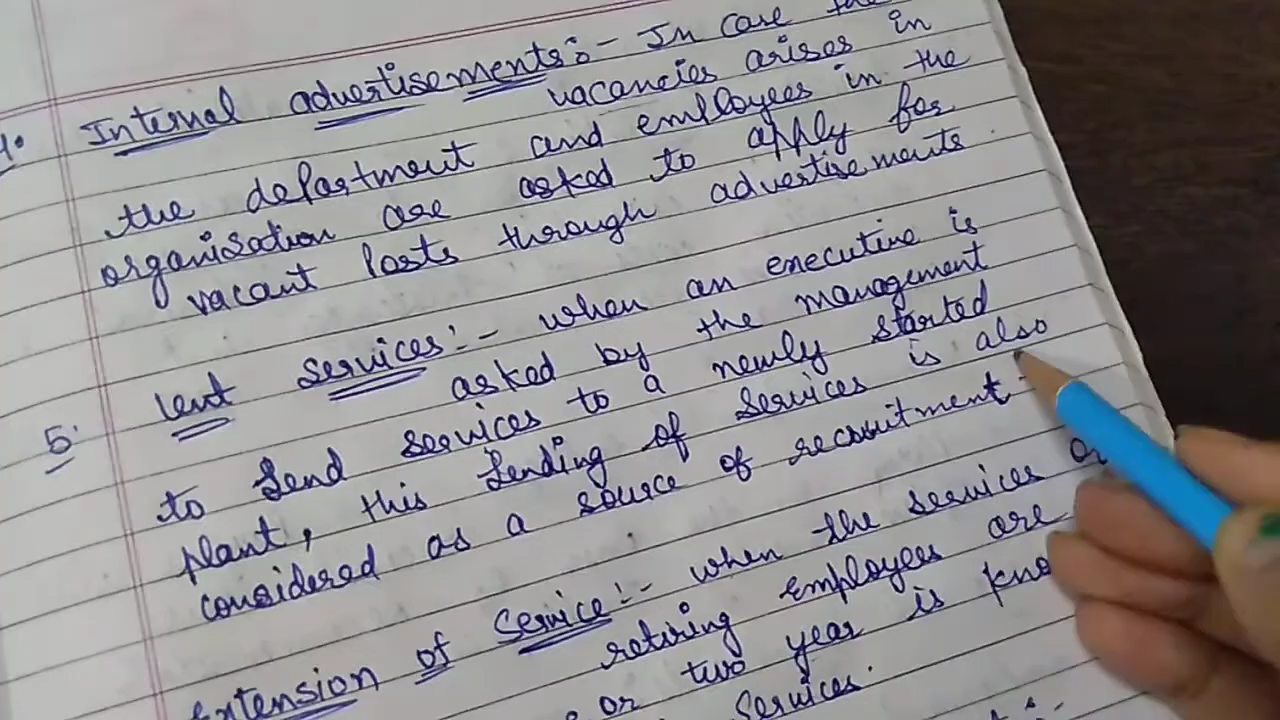 4. Internal advertisements:- In case the
vacancies arises in
the department and employees in the
organisation are asked to apply for
vacant posts through advertisements.
5. Lent services:- when an executive is
asked by the management
to lend services to a newly started
plant, this lending of services is also
considered as a source of recruitment
Extension of Service:- when the services
retiring employees are
or two year is
or services.